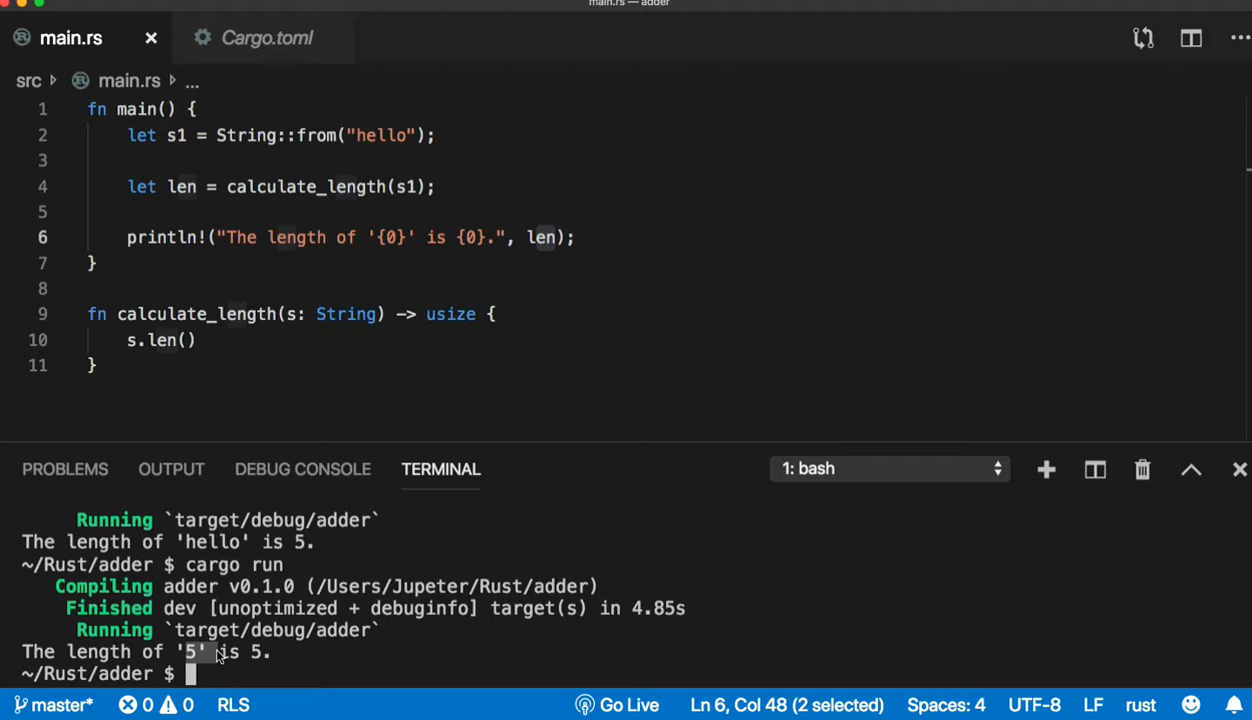 main.rs — adder
main.rs Cargo.toml
src main.rs ...
1 fn main() {
2 let s1 = String::from("hello");
3
4 let len = calculate_length(s1);
5
6 println!("The length of '{0}' is {0}.", len);
7 }
8
9 fn calculate_length(s: String) -> usize {
10 s.len()
11 }
PROBLEMS OUTPUT DEBUG CONSOLE TERMINAL 1: bash
Running `target/debug/adder`
The length of 'hello' is 5.
~/Rust/adder $ cargo run
Compiling adder v0.1.0 (/Users/Jupeter/Rust/adder)
Finished dev [unoptimized + debuginfo] target(s) in 4.85s
Running `target/debug/adder`
The length of '5' is 5.
~/Rust/adder $
master* 0 0 RLS Go Live Ln 6, Col 48 (2 selected) Spaces: 4 UTF-8 LF rust